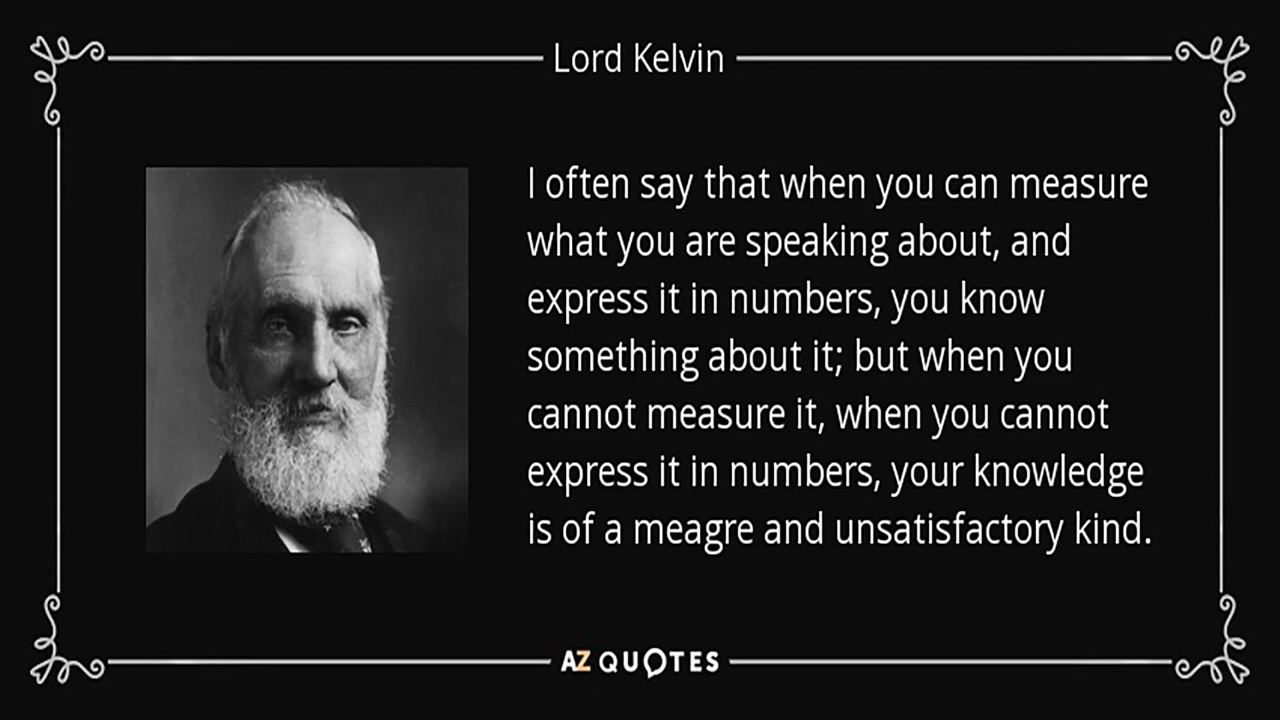 Lord Kelvin
I often say that when you can measure
what you are speaking about, and
express it in numbers, you know
something about it; but when you
cannot measure it, when you cannot
express it in numbers, your knowledge
is of a meagre and unsatisfactory kind.
AZ QUOTES